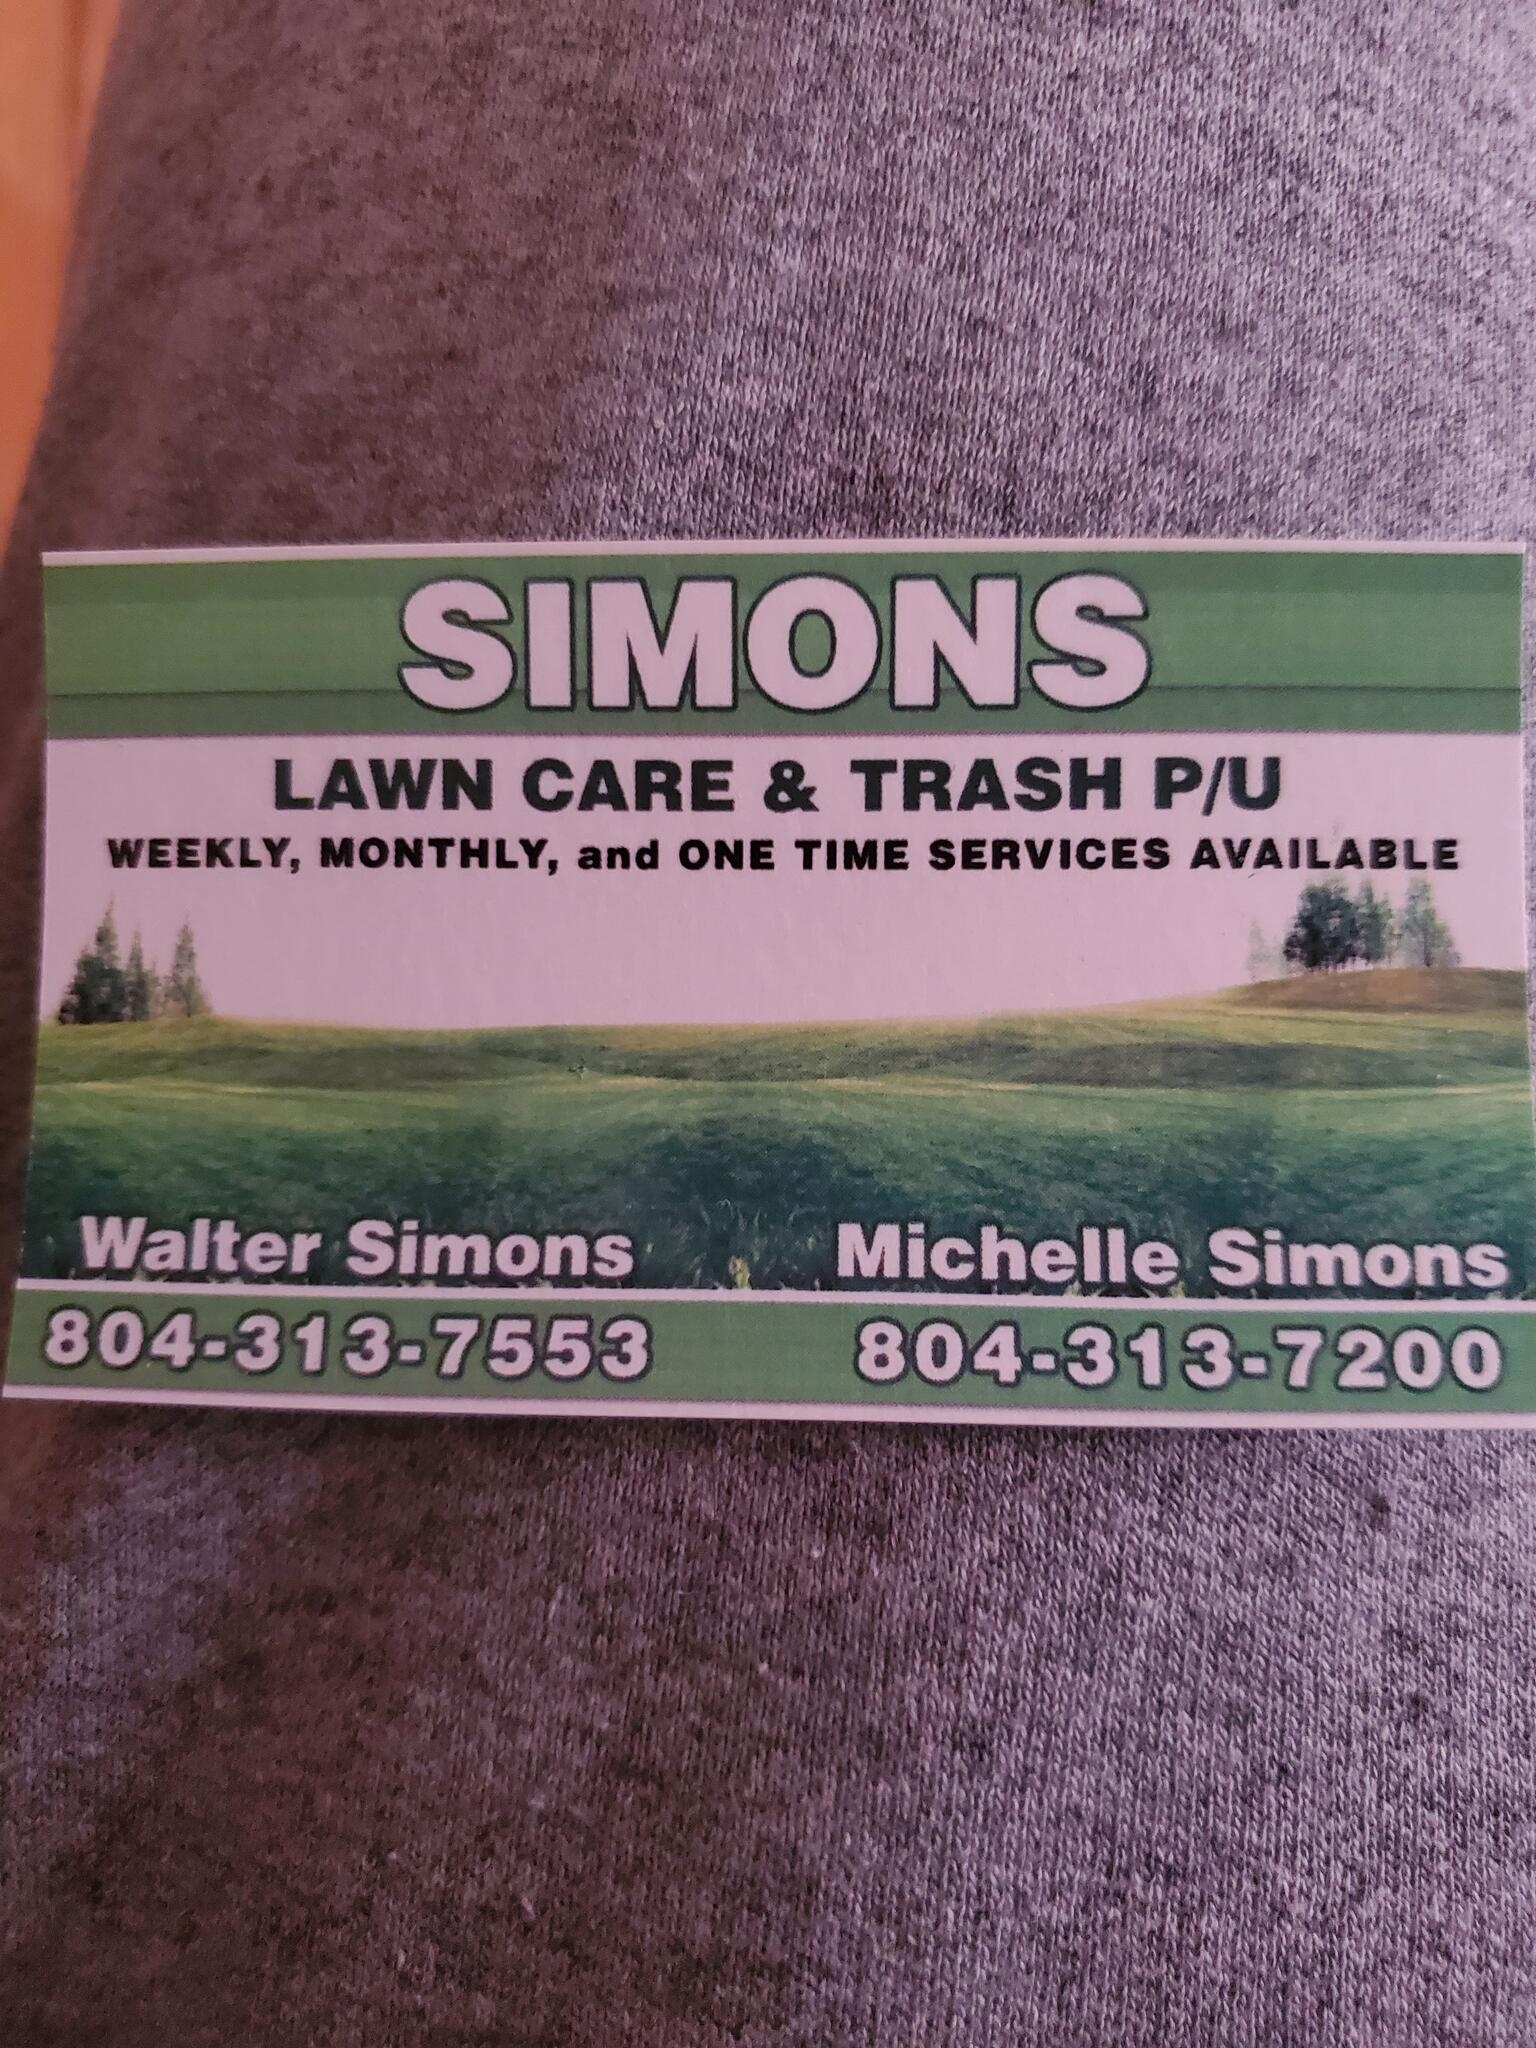 SIMONS
LAWN CARE & TRASH P/U
WEEKLY, MONTHLY, and ONE TIME SERVICES AVAILABLE
Walter Simons Michelle Simons
804-313-7553 804-313-7200